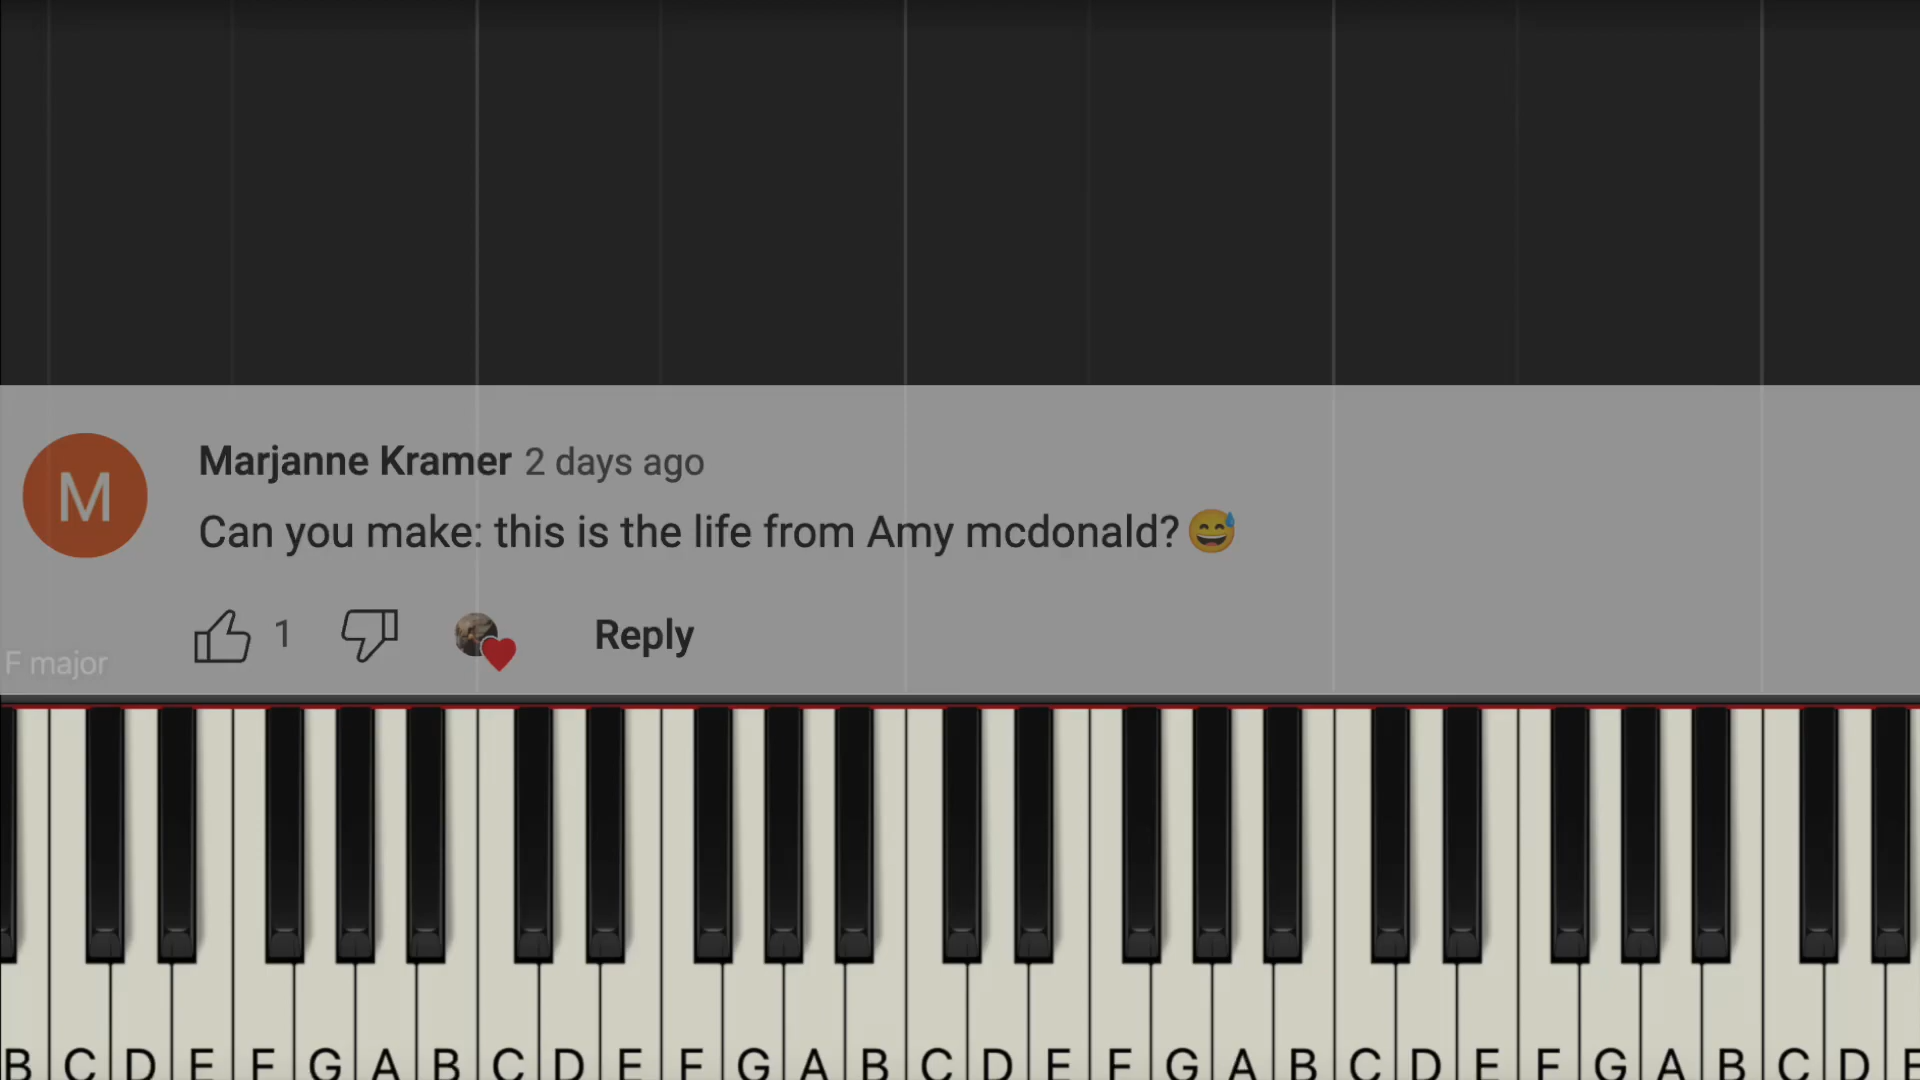 Marjanne Kramer 2 days ago
Can you make: this is the life from Amy mcdonald?😅
M
1
Reply
F major
B C D E F G A B C D E F G A B C D E F G A B C D E F G A B C D E